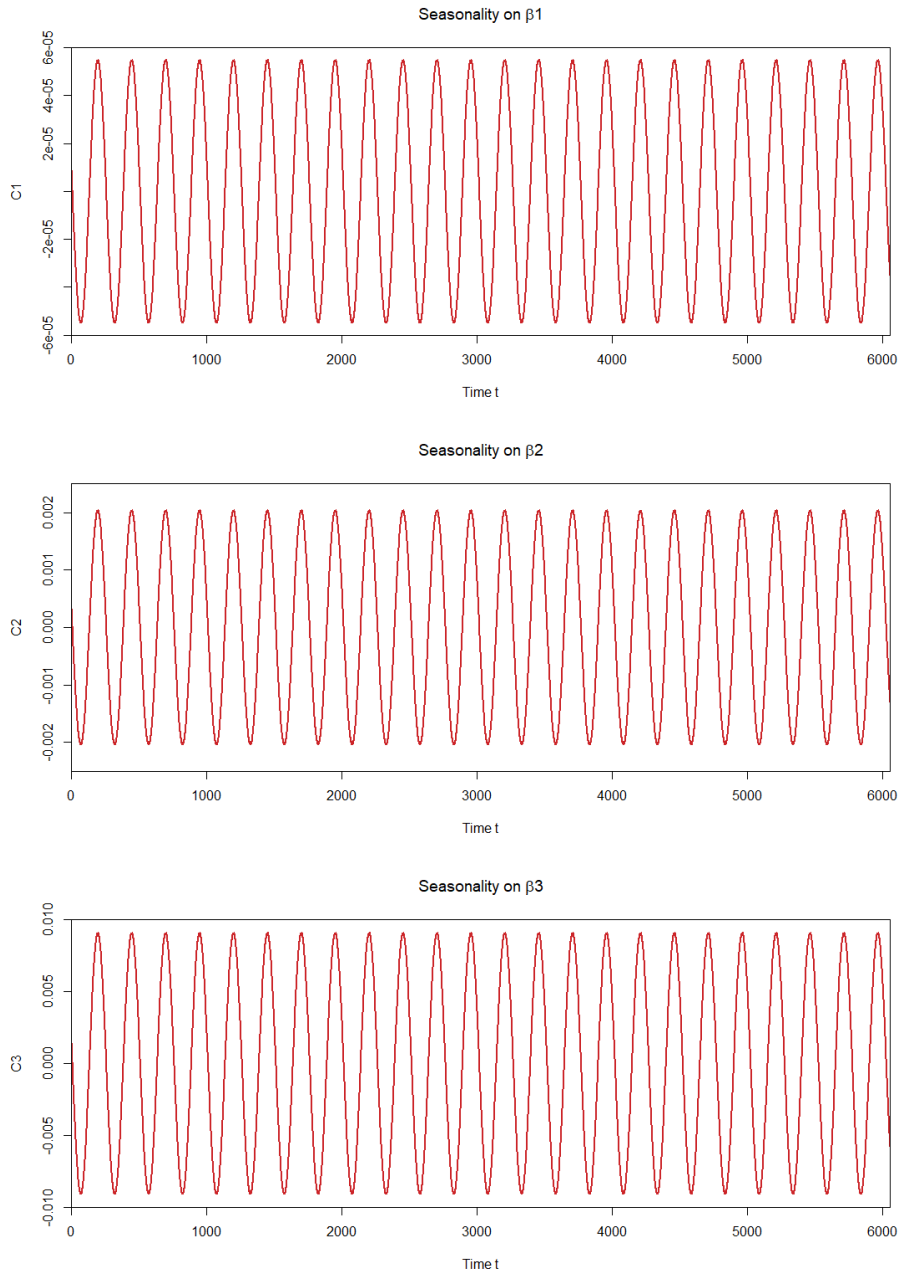 Seasonality on β1
6e-05
4e-05
2e-05
-2e-05
-6e-05
C1
0 1000 2000 3000 4000 5000 6000
Time t
Seasonality on β2
0.002
0.001
0.000
-0.001
-0.002
C2
0 1000 2000 3000 4000 5000 6000
Time t
Seasonality on β3
0.010
0.005
0.000
-0.005
-0.010
C3
0 1000 2000 3000 4000 5000 6000
Time t